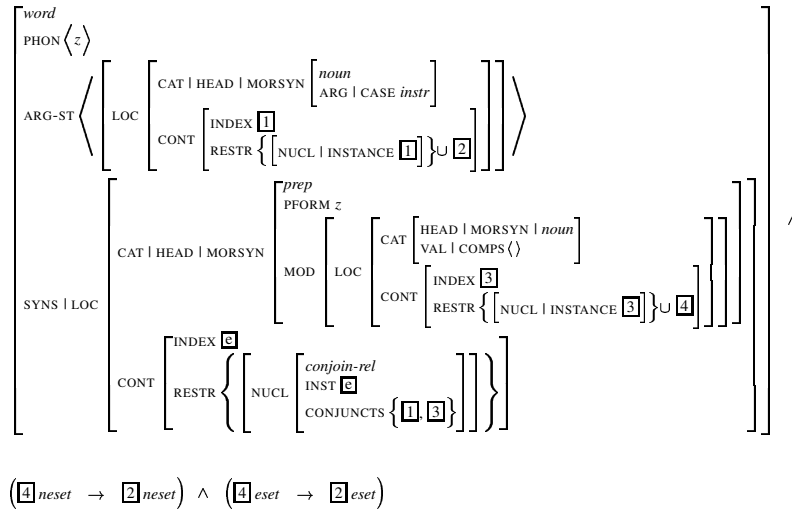 word
PHON ⟨ z ⟩
CAT | HEAD | MORSYN [ noun
ARG | CASE instr ]
ARG-ST ⟨ [ LOC [
CONT [ INDEX 1
RESTR { [ NUCL | INSTANCE 1 ] } ∪ 2 ] ] ] ⟩
prep
PFORM z
CAT | HEAD | MORSYN
CAT [ HEAD | MORSYN | noun
VAL | COMPS ⟨⟩ ]
MOD [ LOC [
CONT [ INDEX 3
RESTR { [ NUCL | INSTANCE 3 ] } ∪ 4 ] ] ]
SYNS | LOC
INDEX e
CONT
RESTR { [ NUCL [ conjoin-rel
INST e
CONJUNCTS { 1, 3 } ] ] }
∧
( 4 neset → 2 neset ) ∧ ( 4 eset → 2 eset )